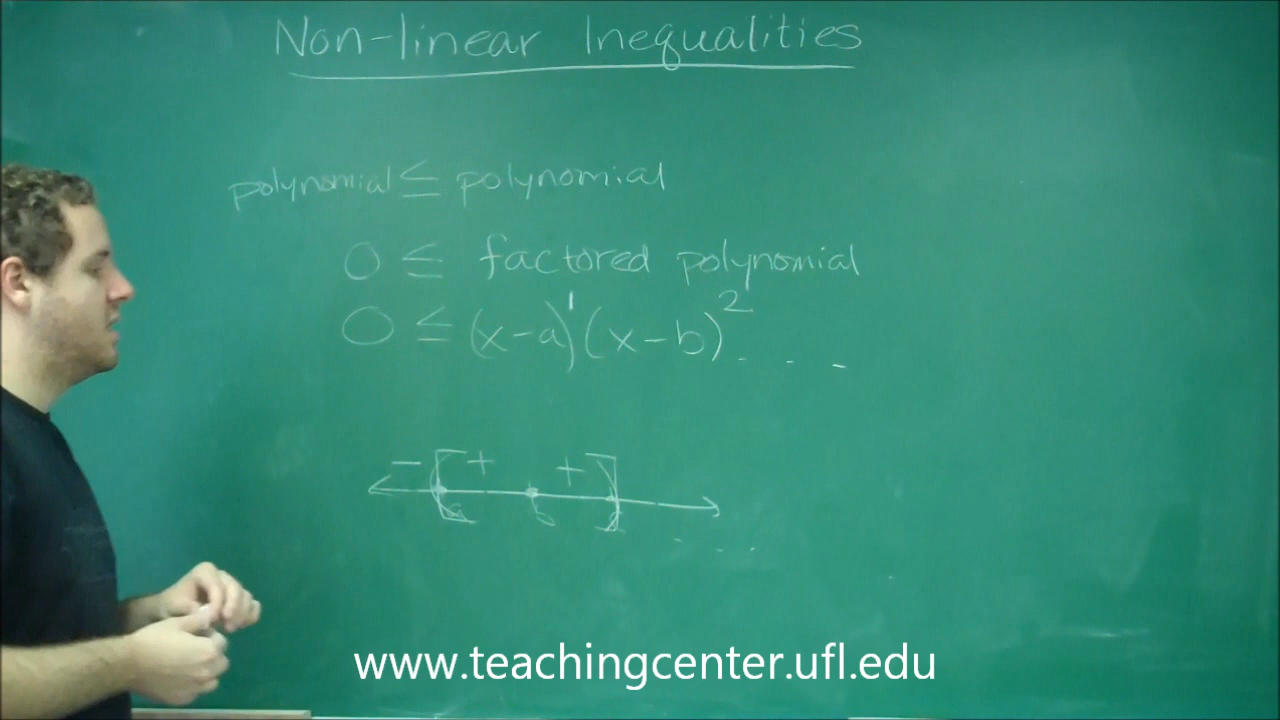 Non-linear Inequalities
polynomial ≤ polynomial
0 ≤ factored polynomial
0 ≤ (x-a)¹(x-b)² . . .
- + +
a b c . . . .
www.teachingcenter.ufl.edu